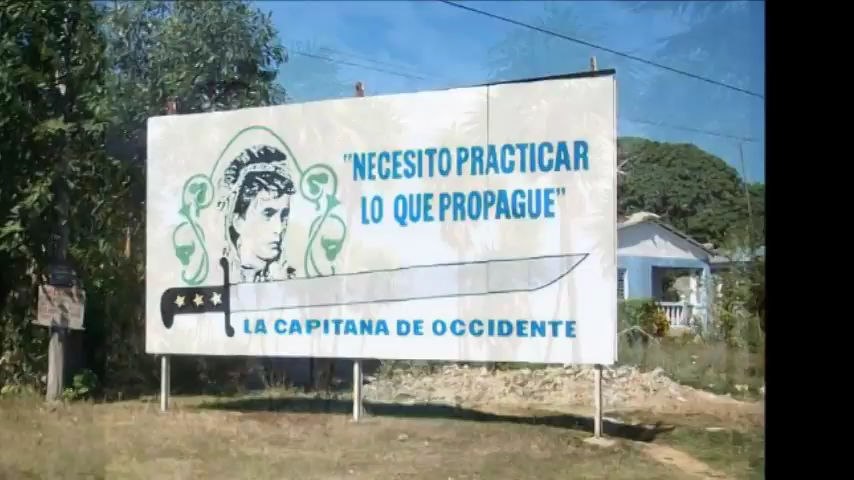 "NECESITO PRACTICAR
LO QUE PROPAGUE"
LA CAPITANA DE OCCIDENTE